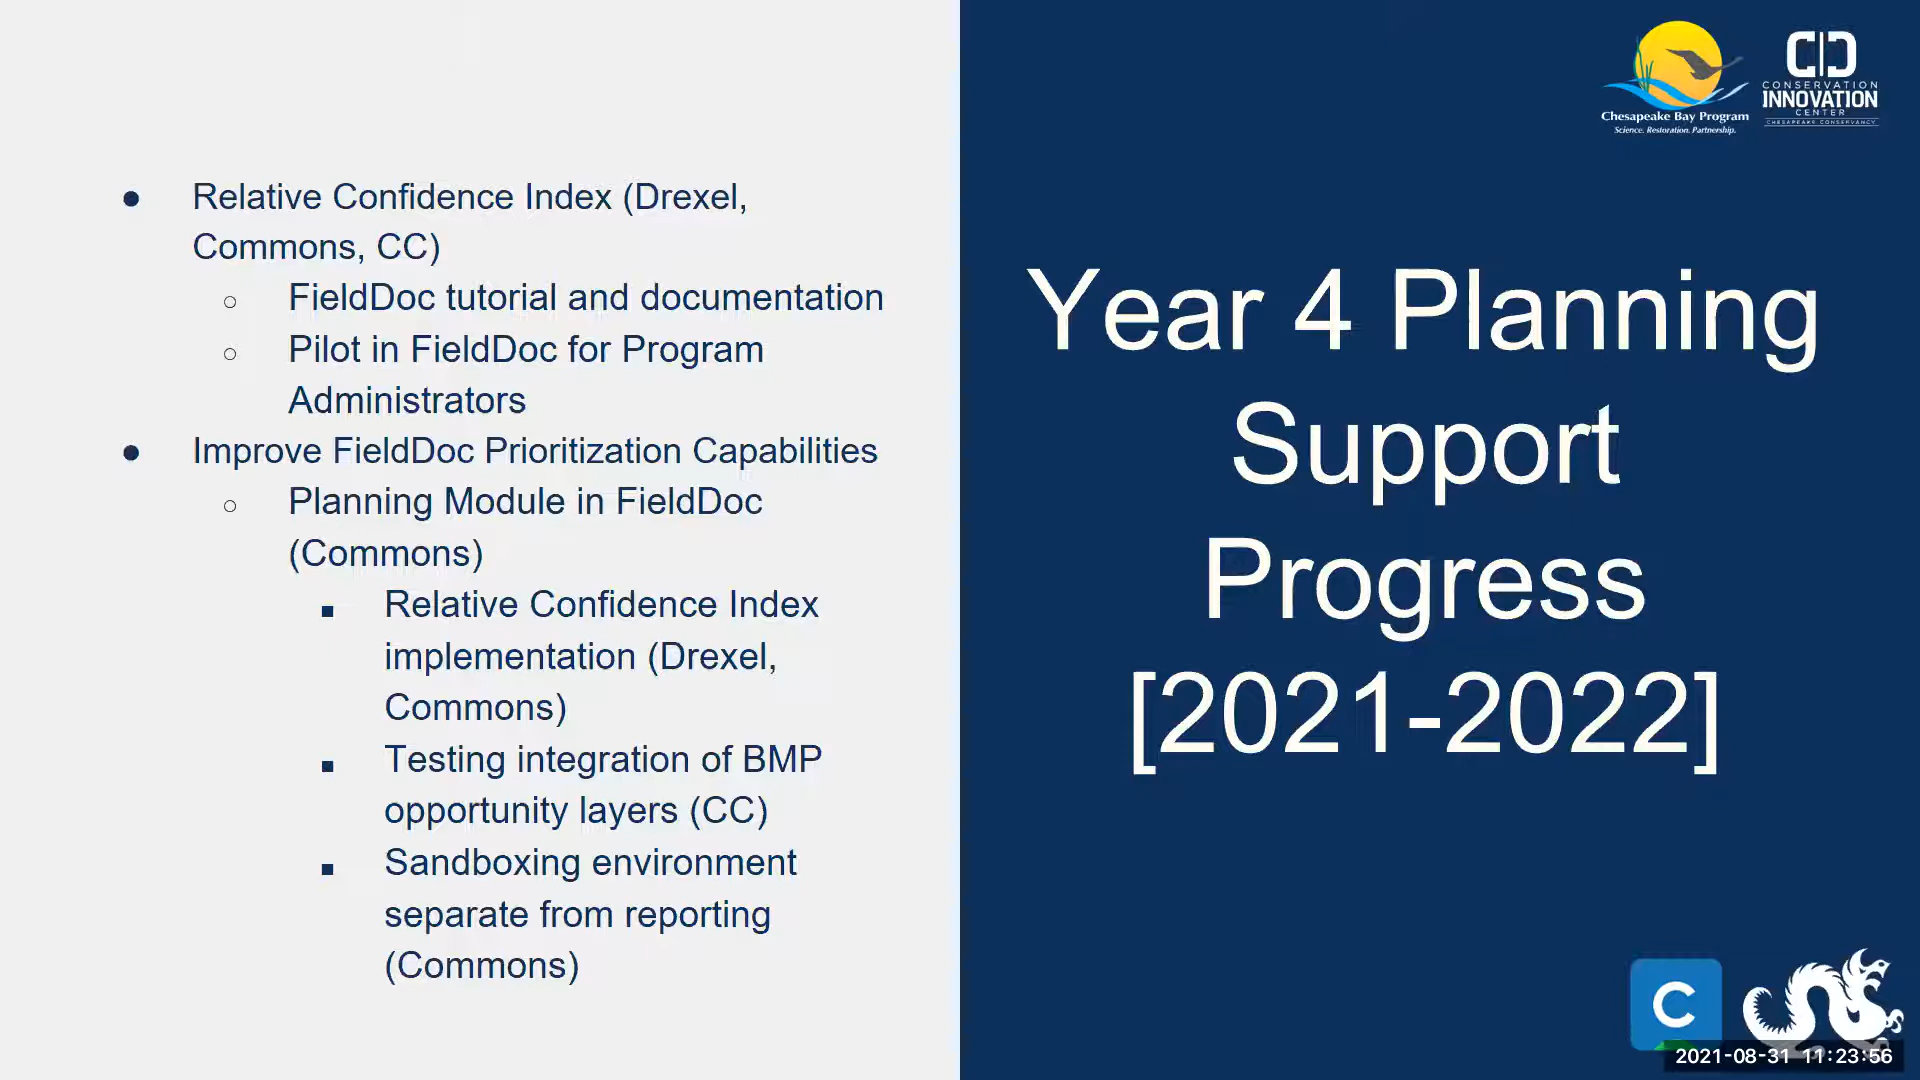 ● Relative Confidence Index (Drexel,
Commons, CC)
○ FieldDoc tutorial and documentation
○ Pilot in FieldDoc for Program
Administrators
● Improve FieldDoc Prioritization Capabilities
○ Planning Module in FieldDoc
(Commons)
■ Relative Confidence Index
implementation (Drexel,
Commons)
■ Testing integration of BMP
opportunity layers (CC)
■ Sandboxing environment
separate from reporting
(Commons)
Chesapeake Bay Program
Science. Restoration. Partnership.
CONSERVATION
INNOVATION
CENTER
CHESAPEAKE CONSERVANCY
Year 4 Planning
Support
Progress
[2021-2022]
C
2021-08-31 11:23:56